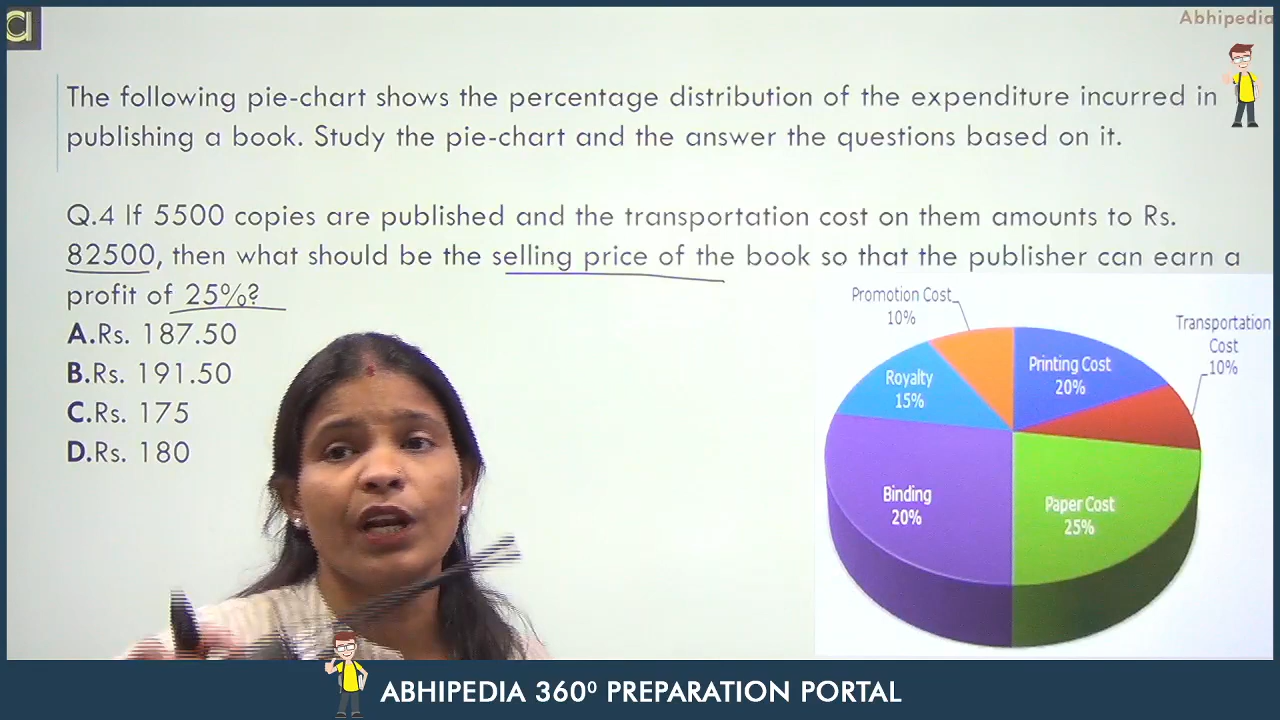 a
Abhipedia
The following pie-chart shows the percentage distribution of the expenditure incurred in
publishing a book. Study the pie-chart and the answer the questions based on it.
Q.4 If 5500 copies are published and the transportation cost on them amounts to Rs.
82500, then what should be the selling price of the book so that the publisher can earn a
profit of 25%?
A.Rs. 187.50
B.Rs. 191.50
C.Rs. 175
D.Rs. 180
Promotion Cost
10%
Transportation
Cost
10%
Printing Cost
20%
Royalty
15%
Binding
20%
Paper Cost
25%
ABHIPEDIA 360⁰ PREPARATION PORTAL